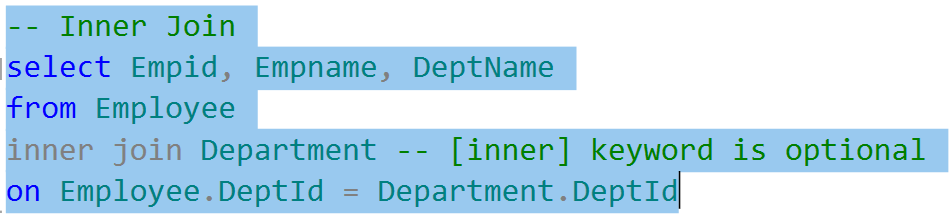 -- Inner Join
select Empid, Empname, DeptName
from Employee
inner join Department -- [inner] keyword is optional
on Employee.DeptId = Department.DeptId